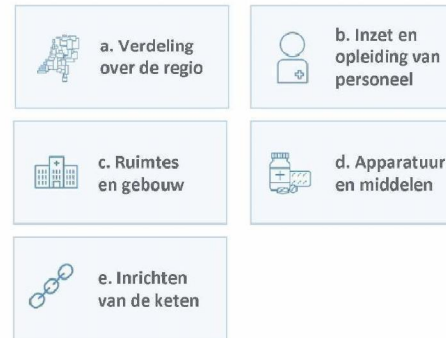 a. Verdeling
over de regio
b. Inzet en
opleiding van
personeel
c. Ruimtes
en gebouw
d. Apparatuur
en middelen
e. Inrichten
van de keten